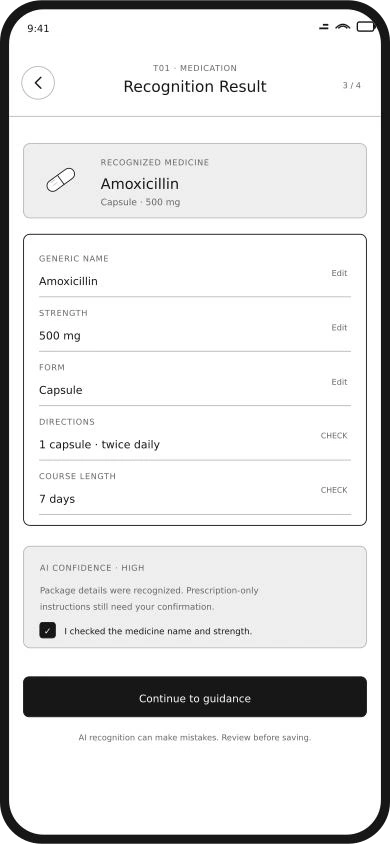 9:41
T01 · MEDICATION
Recognition Result
3 / 4
RECOGNIZED MEDICINE
Amoxicillin
Capsule · 500 mg
GENERIC NAME
Amoxicillin
Edit
STRENGTH
500 mg
Edit
FORM
Capsule
Edit
DIRECTIONS
1 capsule · twice daily
CHECK
COURSE LENGTH
7 days
CHECK
AI CONFIDENCE · HIGH
Package details were recognized. Prescription-only
instructions still need your confirmation.
✓ I checked the medicine name and strength.
Continue to guidance
AI recognition can make mistakes. Review before saving.